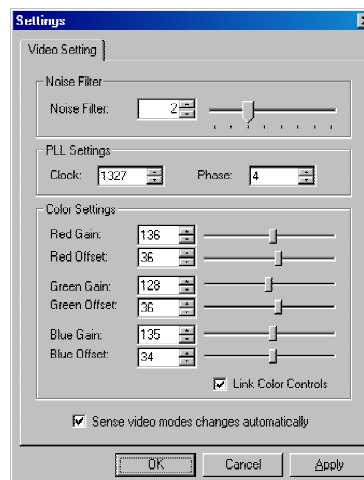 Settings
Video Setting
Noise Filter
Noise Filter: 2
PLL Settings
Clock: 1327 Phase: 4
Color Settings
Red Gain: 136
Red Offset: 36
Green Gain: 128
Green Offset: 36
Blue Gain: 135
Blue Offset: 34
Link Color Controls
Sense video modes changes automatically
OK Cancel Apply